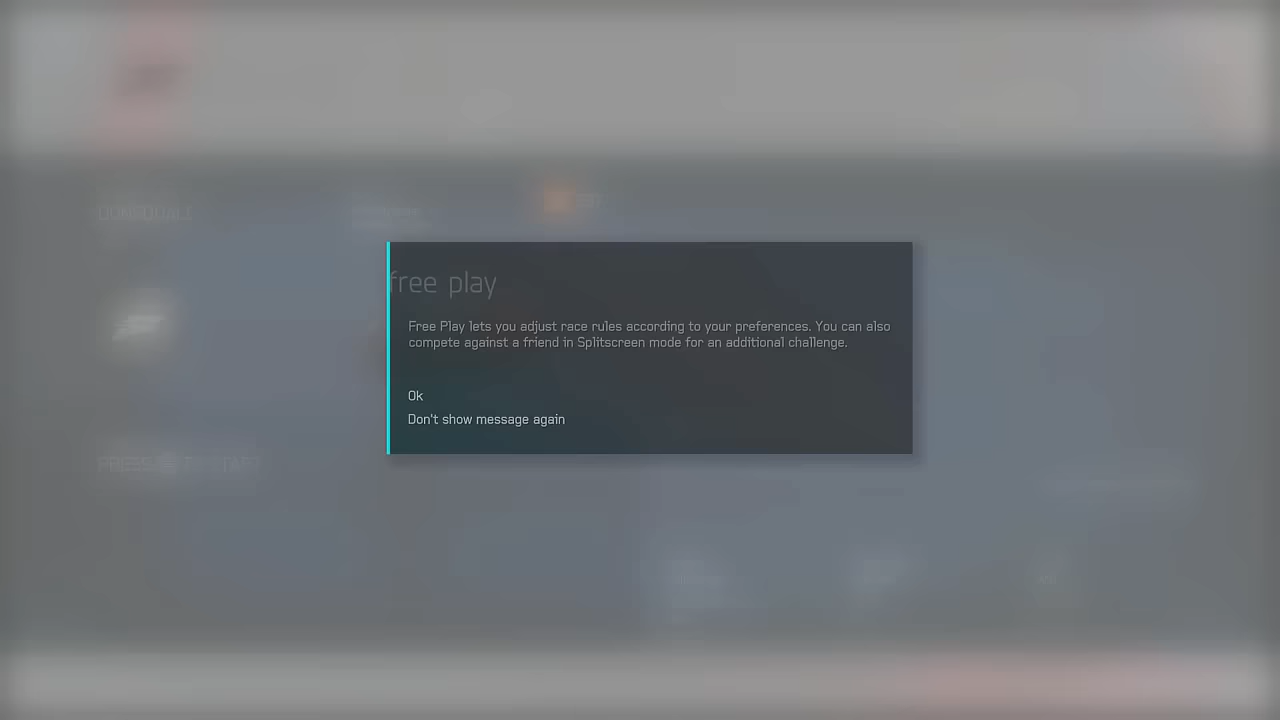 free play
Free Play lets you adjust race rules according to your preferences. You can also
compete against a friend in Splitscreen mode for an additional challenge.
Ok
Don't show message again